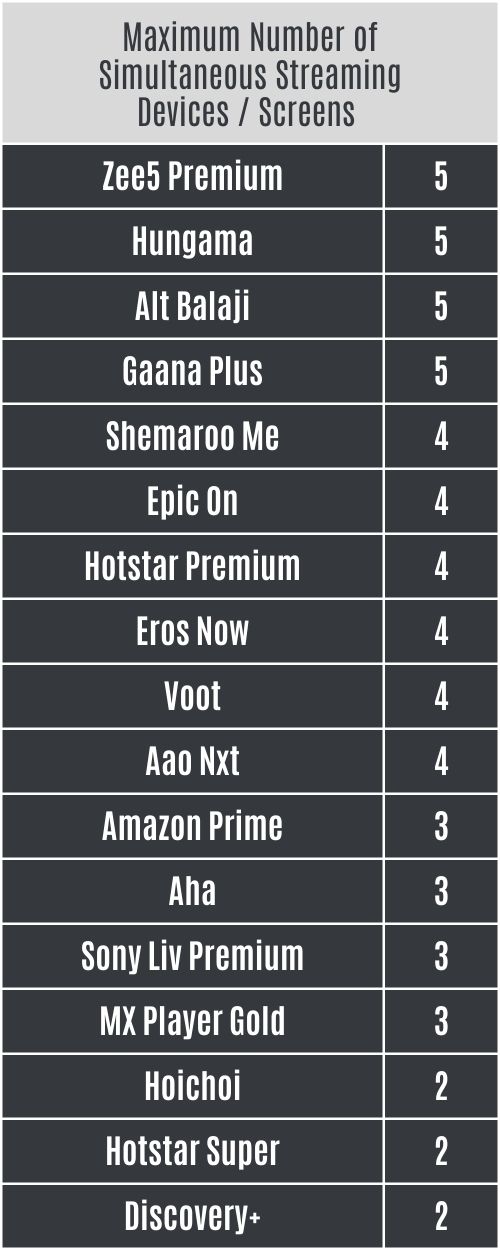 Maximum Number of
Simultaneous Streaming
Devices / Screens
Zee5 Premium 5
Hungama 5
Alt Balaji 5
Gaana Plus 5
Shemaroo Me 4
Epic On 4
Hotstar Premium 4
Eros Now 4
Voot 4
Aao Nxt 4
Amazon Prime 3
Aha 3
Sony Liv Premium 3
MX Player Gold 3
Hoichoi 2
Hotstar Super 2
Discovery+ 2